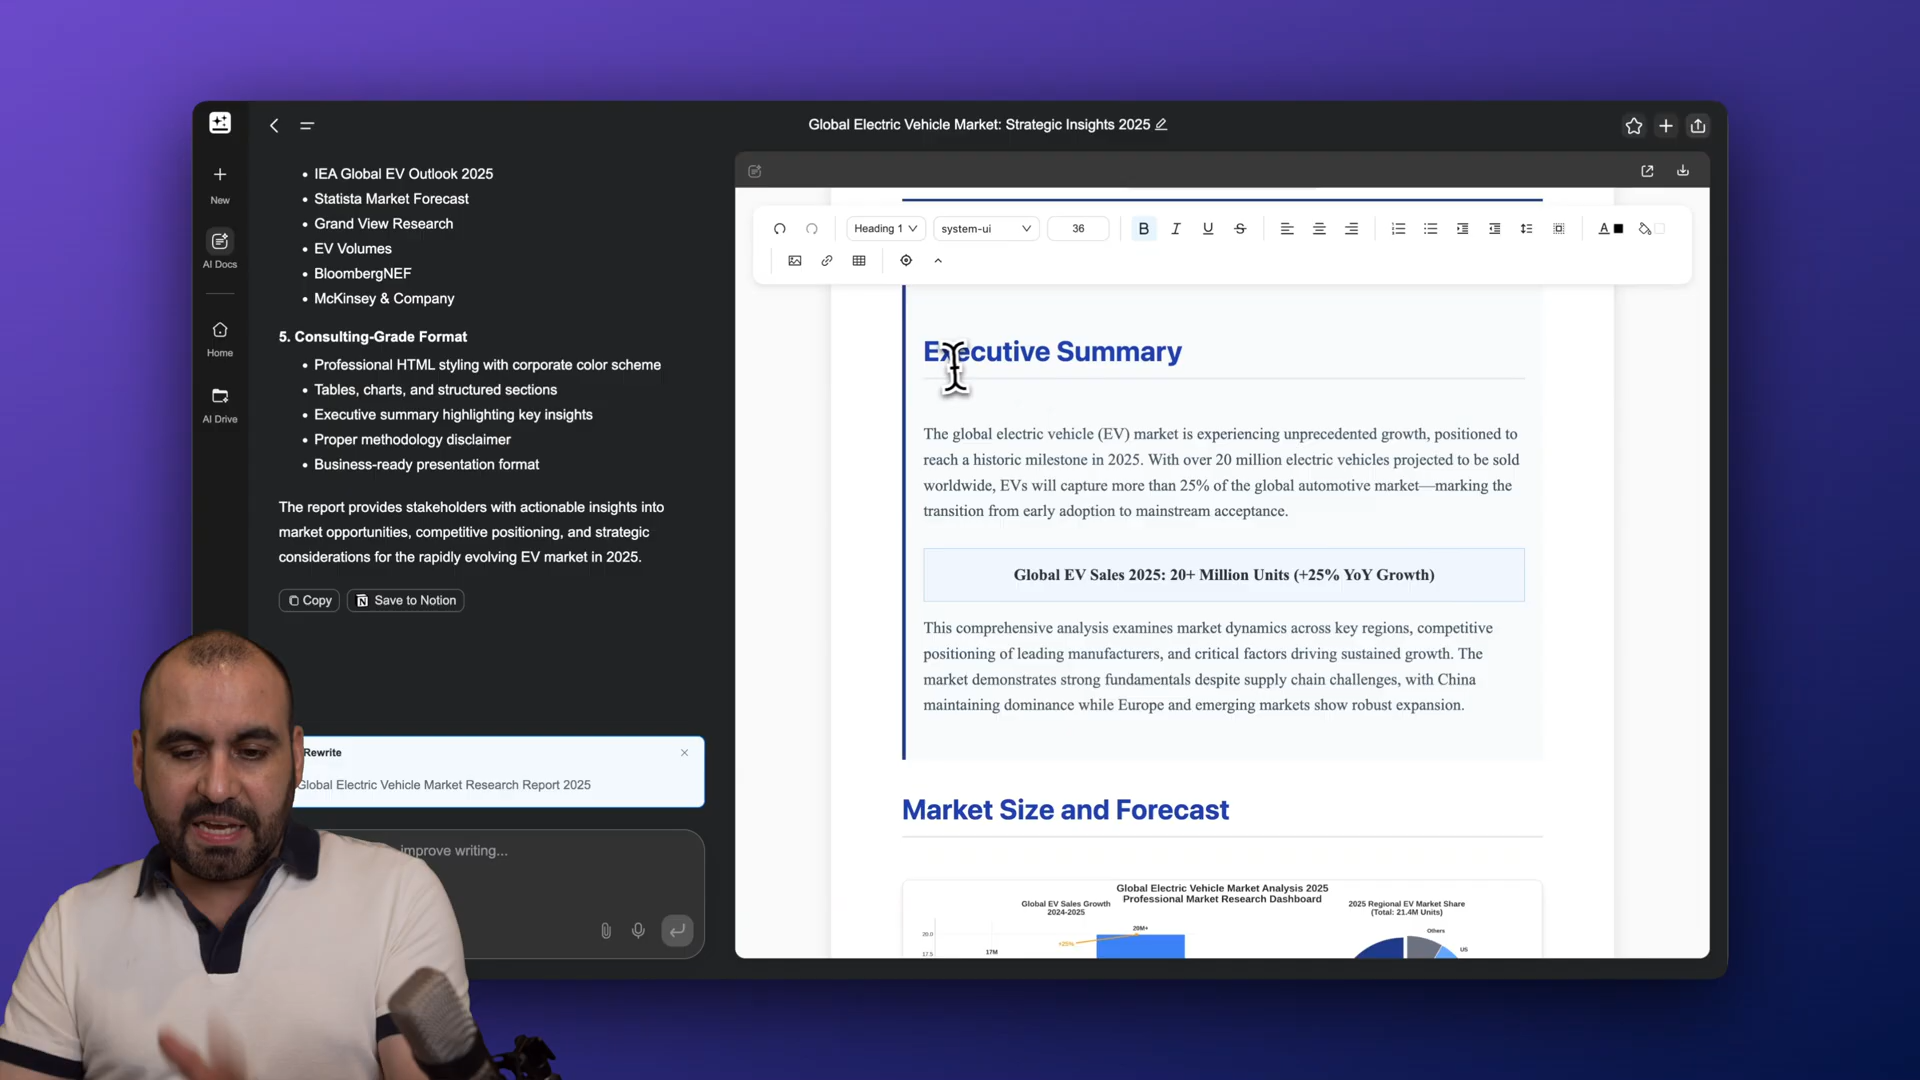 Global Electric Vehicle Market: Strategic Insights 2025
New
AI Docs
Home
AI Drive
• IEA Global EV Outlook 2025
• Statista Market Forecast
• Grand View Research
• EV Volumes
• BloombergNEF
• McKinsey & Company
5. Consulting-Grade Format
• Professional HTML styling with corporate color scheme
• Tables, charts, and structured sections
• Executive summary highlighting key insights
• Proper methodology disclaimer
• Business-ready presentation format
The report provides stakeholders with actionable insights into
market opportunities, competitive positioning, and strategic
considerations for the rapidly evolving EV market in 2025.
Copy
Save to Notion
Rewrite
Global Electric Vehicle Market Research Report 2025
improve writing...
Heading 1
system-ui
36
B I U S
A
Executive Summary
The global electric vehicle (EV) market is experiencing unprecedented growth, positioned to
reach a historic milestone in 2025. With over 20 million electric vehicles projected to be sold
worldwide, EVs will capture more than 25% of the global automotive market—marking the
transition from early adoption to mainstream acceptance.
Global EV Sales 2025: 20+ Million Units (+25% YoY Growth)
This comprehensive analysis examines market dynamics across key regions, competitive
positioning of leading manufacturers, and critical factors driving sustained growth. The
market demonstrates strong fundamentals despite supply chain challenges, with China
maintaining dominance while Europe and emerging markets show robust expansion.
Market Size and Forecast
Global Electric Vehicle Market Analysis 2025
Professional Market Research Dashboard
Global EV Sales Growth
2024-2025
20M+
+25%
17M
20.0
17.5
2025 Regional EV Market Share
(Total: 21.4M Units)
Others
US